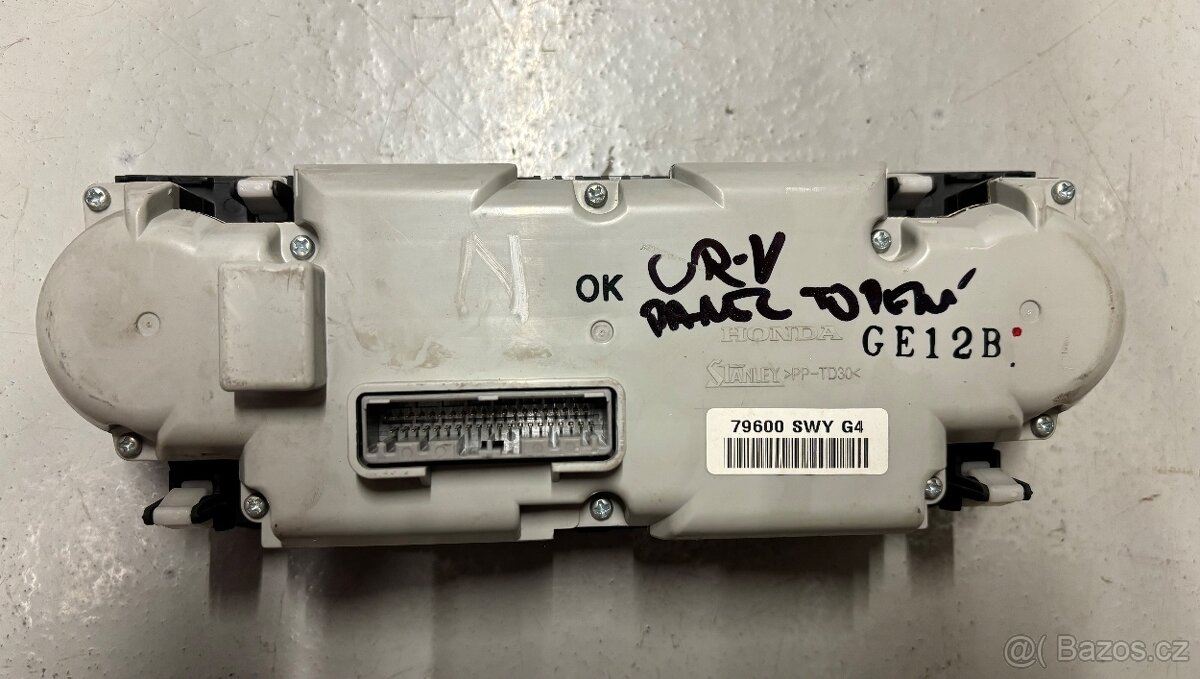 N
OK CR-V
PANEL TOPENÍ
HONDA
GE12B
STANLEY >PP-TD30<
79600 SWY G4
@( Bazos.cz